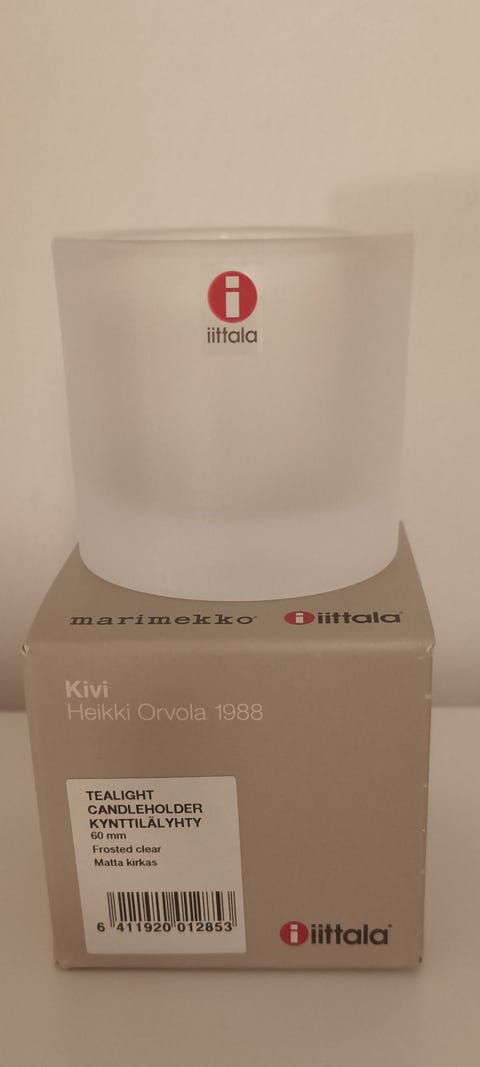 i
iittala
marimekko®
iittala®
Kivi
Heikki Orvola 1988
TEALIGHT
CANDLEHOLDER
KYNTTILÄLYHTY
60 mm
Frosted clear
Matta kirkas
6 411920 012853
iittala®